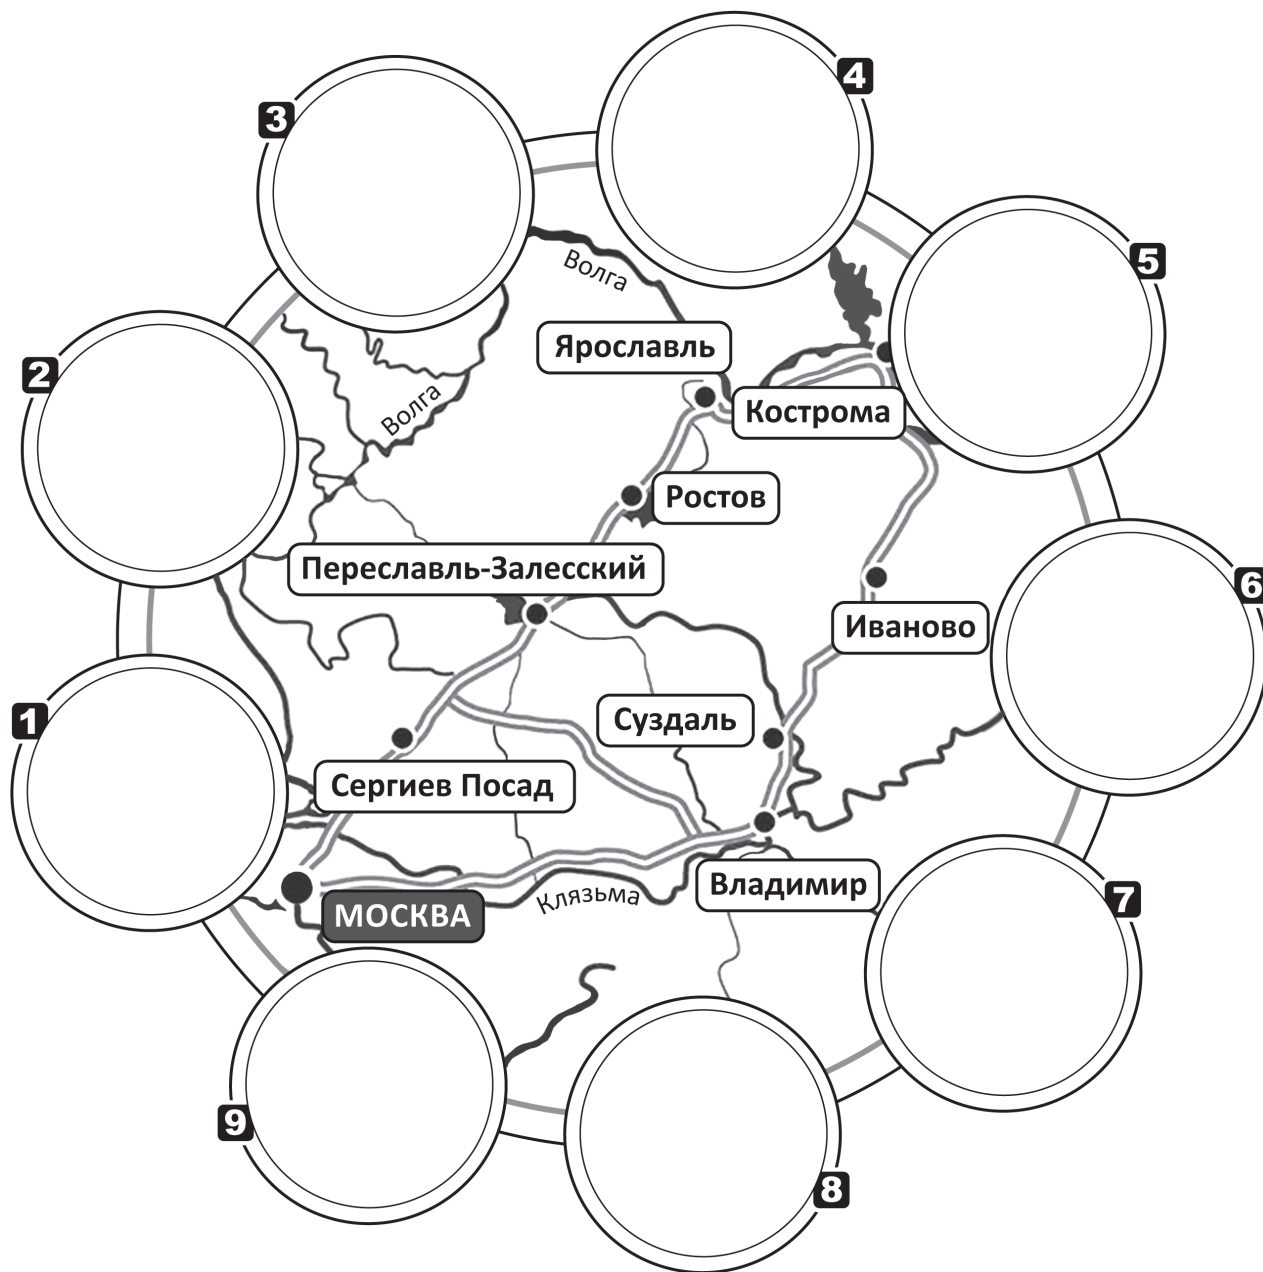 4
3
5
Волга
Ярославль
2
Волга
Кострома
Ростов
Переславль-Залесский
6
Иваново
1
Суздаль
Сергиев Посад
Владимир
Клязьма
МОСКВА
7
9
8